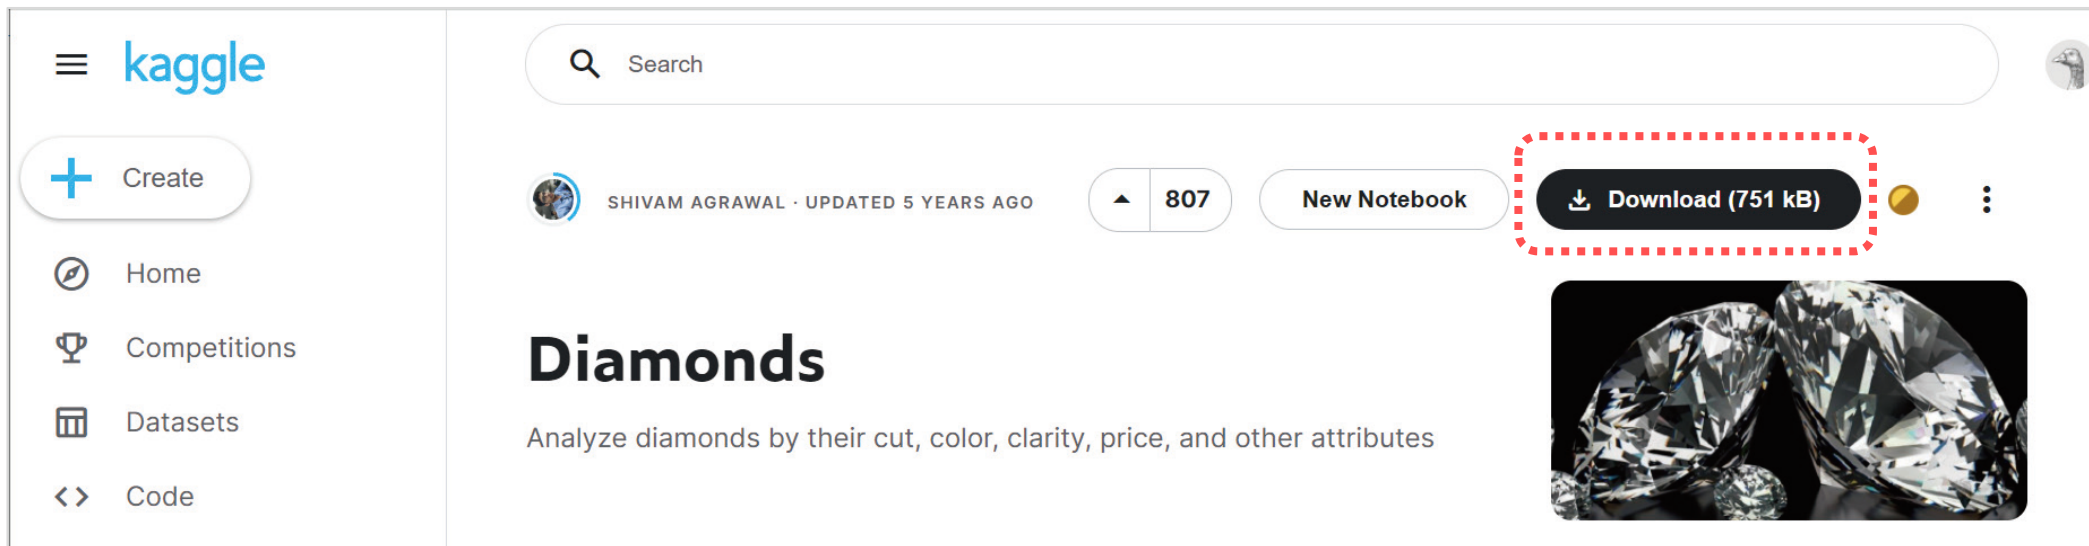 kaggle
Search
Create
SHIVAM AGRAWAL · UPDATED 5 YEARS AGO
807
New Notebook
Download (751 kB)
Home
Competitions
Datasets
Code
Diamonds
Analyze diamonds by their cut, color, clarity, price, and other attributes